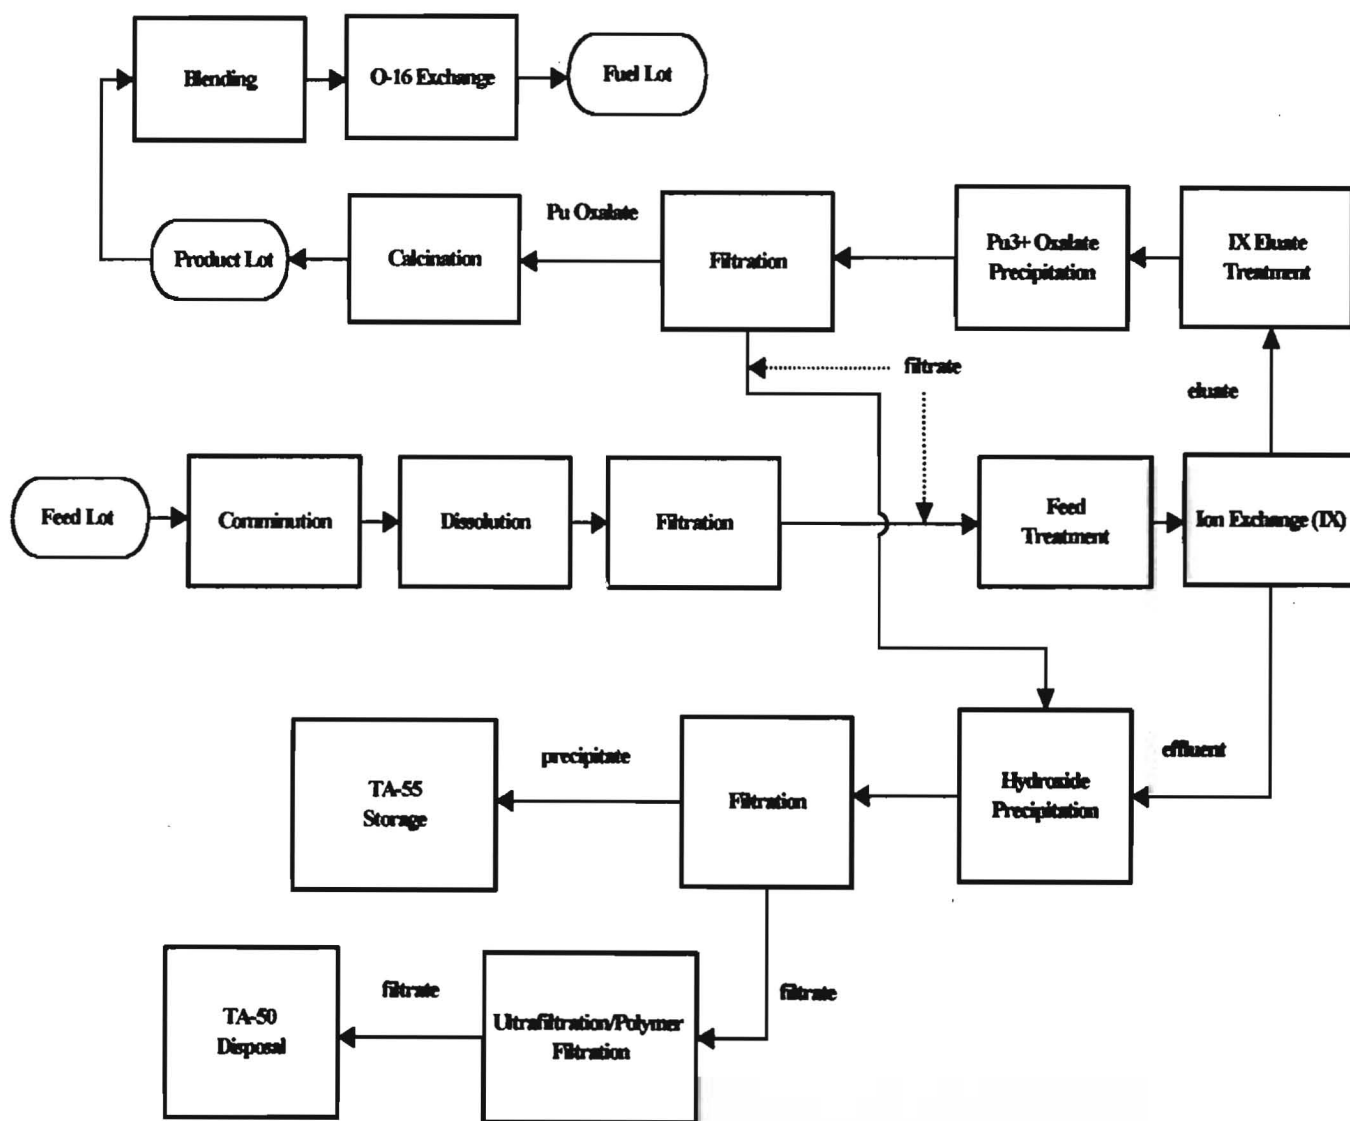 Blending
O-16 Exchange
Fuel Lot
Product Lot
Calcination
Pu Oxalate
Filtration
Pu3+ Oxalate
Precipitation
IX Eluate
Treatment
filtrate
eluate
Feed Lot
Comminution
Dissolution
Filtration
Feed
Treatment
Ion Exchange (IX)
TA-55
Storage
precipitate
Filtration
Hydroxide
Precipitation
effluent
TA-50
Disposal
filtrate
Ultrafiltration/Polymer
Filtration
filtrate